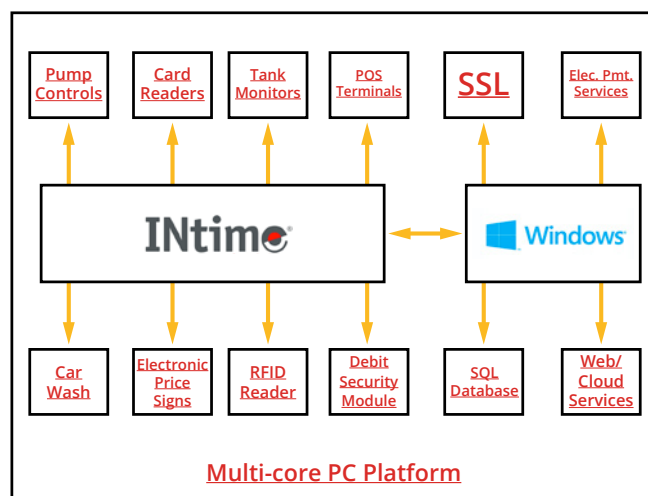 Pump
Controls
Card
Readers
Tank
Monitors
POS
Terminals
SSL
Elec. Pmt.
Services
INtime®
Windows
Car
Wash
Electronic
Price
Signs
RFID
Reader
Debit
Security
Module
SQL
Database
Web/
Cloud
Services
Multi-core PC Platform